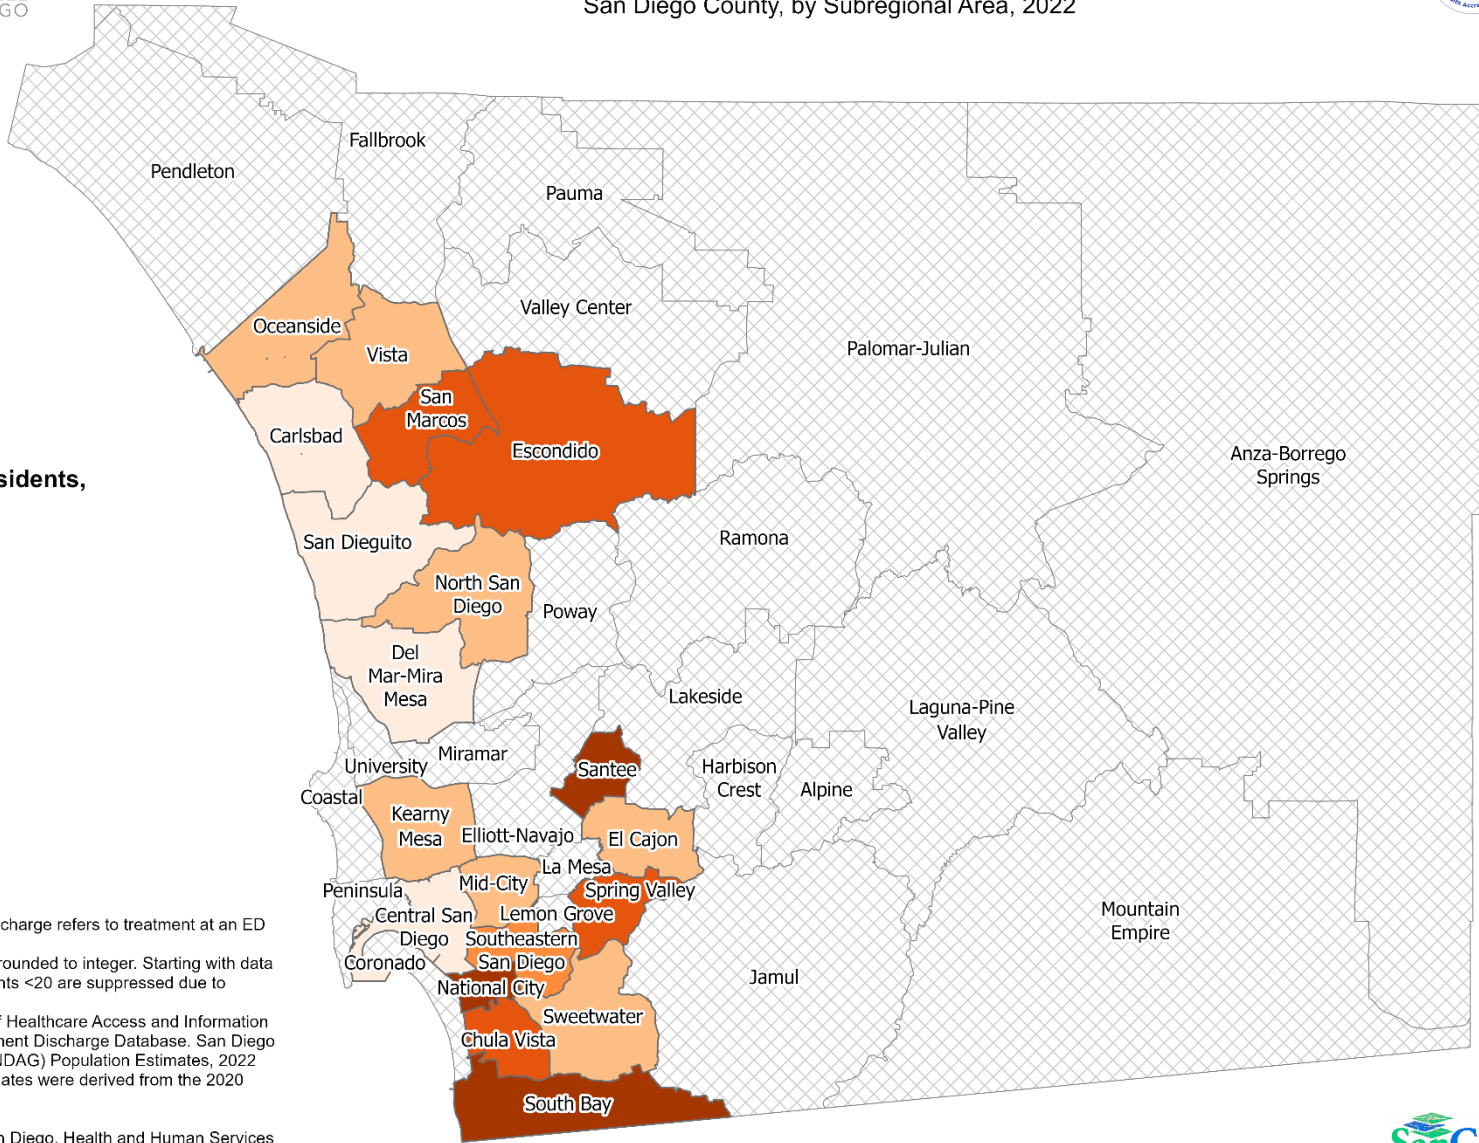 GO
San Diego County, by Subregional Area, 2022
Fallbrook
Pendleton
Pauma
Valley Center
Oceanside
Vista
Palomar-Julian
San
Marcos
Carlsbad
Escondido
Anza-Borrego
Springs
sidents,
San Dieguito
Ramona
North San
Diego
Poway
Del
Mar-Mira
Mesa
Lakeside
Laguna-Pine
Valley
Miramar
University
Santee
Harbison
Crest
Alpine
Coastal
Kearny
Mesa
Elliott-Navajo
El Cajon
La Mesa
Mid-City
Spring Valley
Peninsula
Central San
Diego
Lemon Grove
Mountain
Empire
Southeastern
San Diego
Coronado
Jamul
National City
Sweetwater
Chula Vista
South Bay
charge refers to treatment at an ED
rounded to integer. Starting with data
nts <20 are suppressed due to
f Healthcare Access and Information
nent Discharge Database. San Diego
NDAG) Population Estimates, 2022
ates were derived from the 2020
n Diego, Health and Human Services